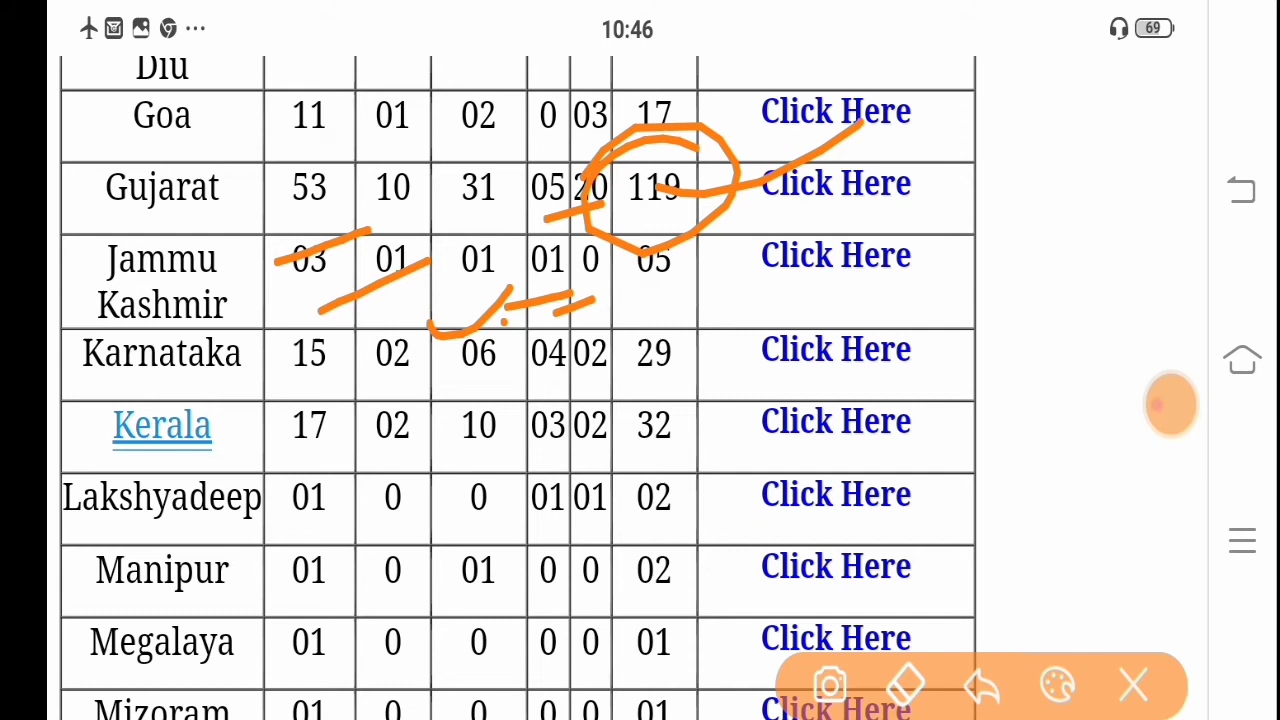 10:46
69
Diu
Goa 11 01 02 0 03 17 Click Here
Gujarat 53 10 31 05 20 119 Click Here
Jammu Kashmir 03 01 01 01 0 05 Click Here
Karnataka 15 02 06 04 02 29 Click Here
Kerala 17 02 10 03 02 32 Click Here
Lakshyadeep 01 0 0 01 01 02 Click Here
Manipur 01 0 01 0 0 02 Click Here
Megalaya 01 0 0 0 0 01 Click Here
Mizoram 01 0 0 0 0 01 Click Here